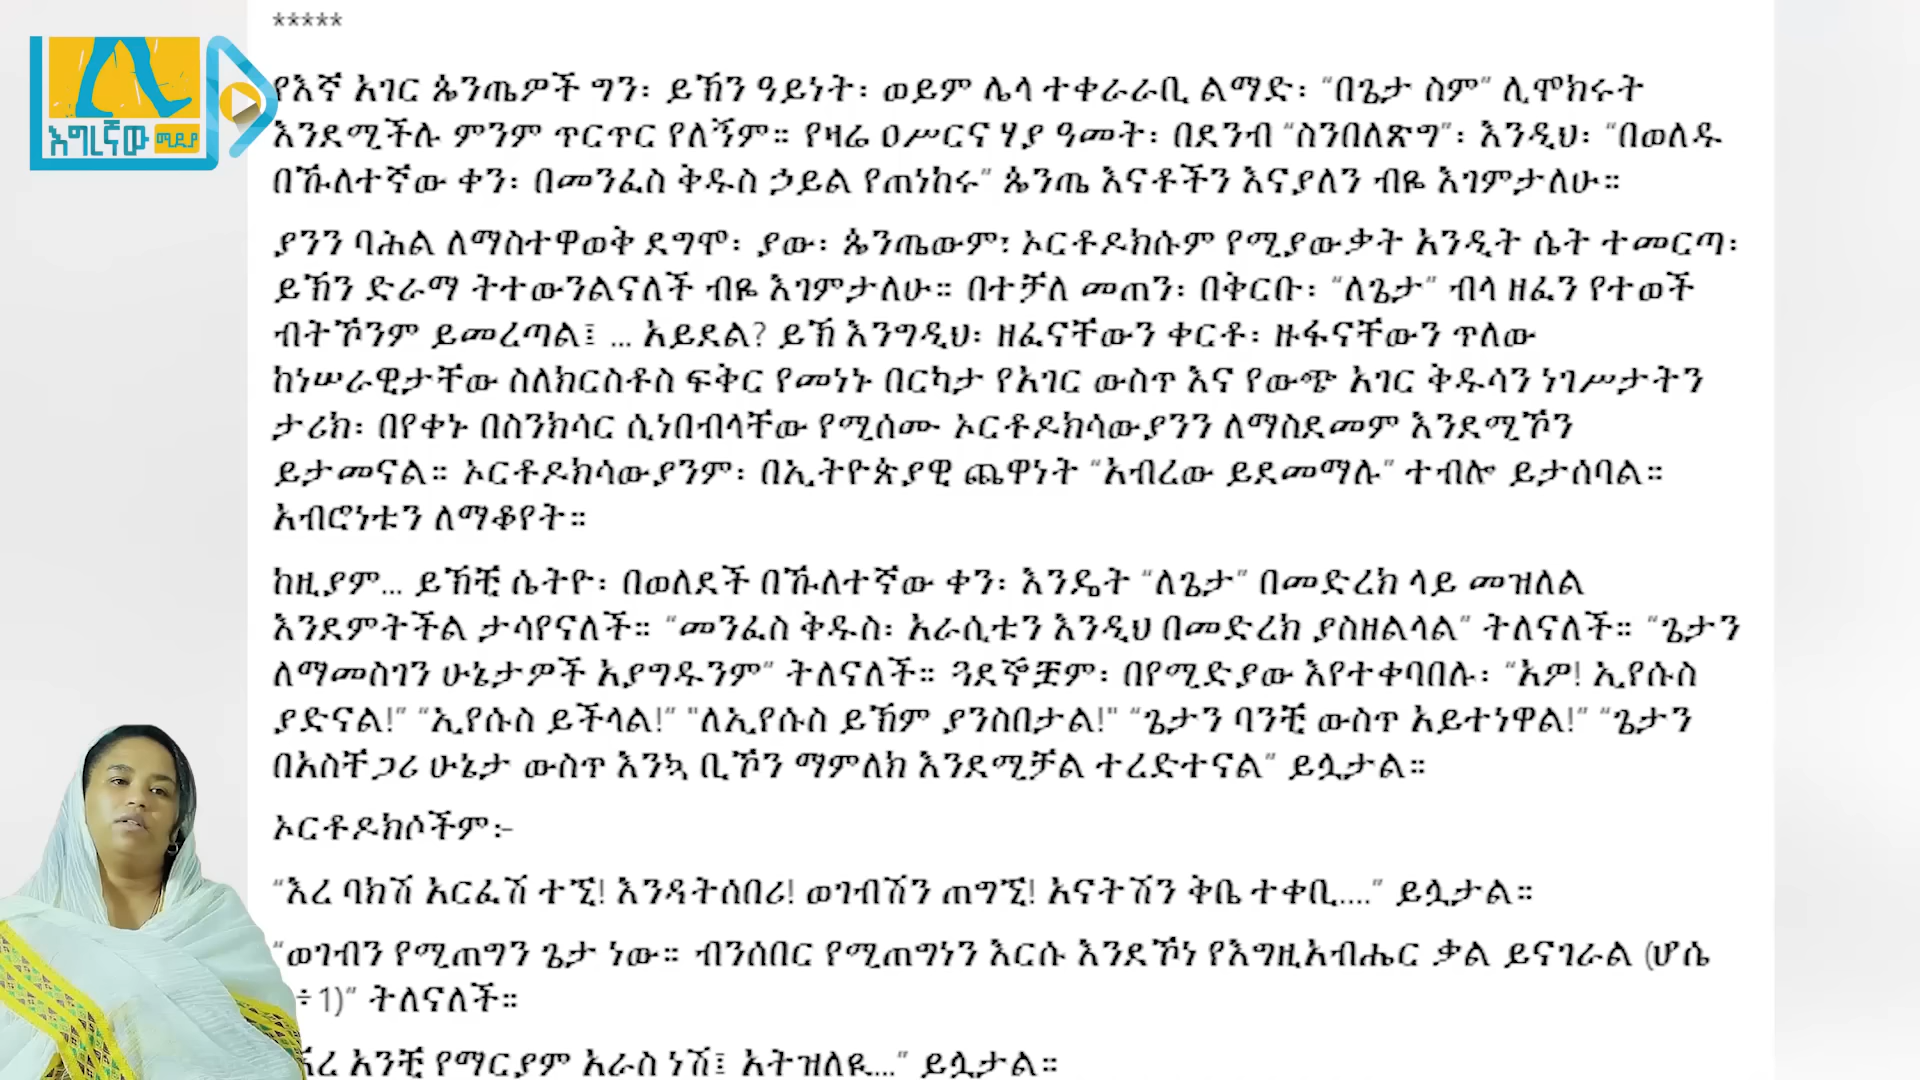 *****
እግረኛው ሚዲያ
የእኛ አገር ጴንጤዎች ግን፡ ይኽን ዓይነት፡ ወይም ሌላ ተቀራራቢ ልማድ፡ “በጌታ ስም” ሊሞክሩት
እንደሚችሉ ምንም ጥርጥር የለኝም። የዛሬ ዐሥርና ሃያ ዓመት፡ በደንብ “ስንበለጽግ”፡ እንዲህ፡ “በወለዱ
በኹለተኛው ቀን፡ በመንፈስ ቅዱስ ኃይል የጠነከሩ” ጴንጤ እናቶችን እናያለን ብዬ እገምታለሁ።
ያንን ባሕል ለማስተዋወቅ ደግሞ፡ ያው፡ ጴንጤውም፣ ኦርቶዶክሱም የሚያውቃት አንዲት ሴት ተመርጣ፡
ይኽን ድራማ ትተውንልናለች ብዬ እገምታለሁ። በተቻለ መጠን፡ በቅርቡ፡ “ለጌታ” ብላ ዘፈን የተወች
ብትኾንም ይመረጣል፤ ... አይደል? ይኽ እንግዲህ፡ ዘፈናቸውን ቀርቶ፡ ዙፋናቸውን ጥለው
ከነሠራዊታቸው ስለክርስቶስ ፍቅር የመነኑ በርካታ የአገር ውስጥ እና የውጭ አገር ቅዱሳን ነገሥታትን
ታሪክ፡ በየቀኑ በስንክሳር ሲነበብላቸው የሚሰሙ ኦርቶዶክሳውያንን ለማስደመም እንደሚኾን
ይታመናል። ኦርቶዶክሳውያንም፡ በኢትዮጵያዊ ጨዋነት “አብረው ይደመማሉ” ተብሎ ይታሰባል።
አብሮነቱን ለማቆየት።
ከዚያም... ይኽቺ ሴትዮ፡ በወለደች በኹለተኛው ቀን፡ እንዴት “ለጌታ” በመድረክ ላይ መዝለል
እንደምትችል ታሳየናለች። “መንፈስ ቅዱስ፡ አራሲቱን እንዲህ በመድረክ ያስዘልላል” ትለናለች። “ጌታን
ለማመስገን ሁኔታዎች አያግዱንም” ትለናለች። ጓደኞቿም፡ በየሚድያው እየተቀባበሉ፡ “አዎ! ኢየሱስ
ያድናል!” “ኢየሱስ ይችላል!” "ለኢየሱስ ይኽም ያንስበታል!" “ጌታን ባንቺ ውስጥ አይተነዋል!” “ጌታን
በአስቸጋሪ ሁኔታ ውስጥ እንኳ ቢኾን ማምለክ እንደሚቻል ተረድተናል” ይሏታል።
ኦርቶዶክሶችም፦
“እረ ባክሽ አርፈሽ ተኚ! እንዳትሰበሪ! ወገብሽን ጠግኚ! አናትሽን ቅቤ ተቀቢ....” ይሏታል።
“ወገብን የሚጠግን ጌታ ነው። ብንሰበር የሚጠግነን እርሱ እንደኾነ የእግዚአብሔር ቃል ይናገራል (ሆሴ
÷1)” ትለናለች።
አንቺ የማርያም አራስ ነሽ፤ አትዝለዪ...” ይሏታል።